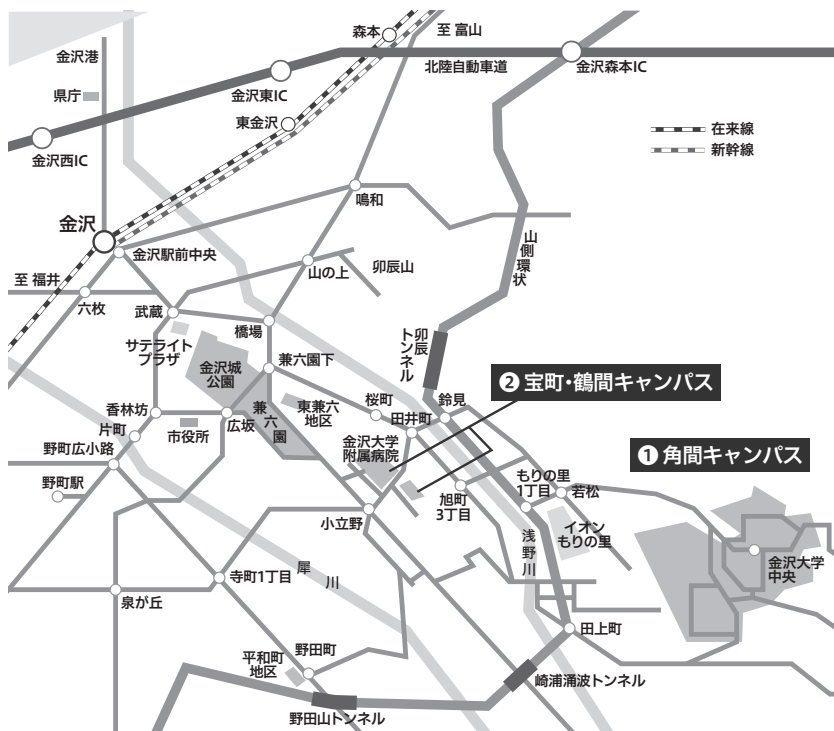 森本
至 富山
金沢港
北陸自動車道
金沢森本IC
県庁
金沢東IC
東金沢
在来線
新幹線
金沢西IC
鳴和
金沢
金沢駅前中央
山側環状
至 福井
山の上
卯辰山
六枚
武蔵
橋場
サテライト
プラザ
金沢城
公園
兼六園下
卯辰
トンネル
❷ 宝町・鶴間キャンパス
桜町
鈴見
香林坊
東兼六
地区
兼六園
田井町
片町
市役所
広坂
金沢大学
附属病院
❶ 角間キャンパス
野町広小路
野町駅
旭町
3丁目
もりの里
1丁目
若松
小立野
浅野川
イオン
もりの里
金沢大学
中央
寺町1丁目
犀川
泉が丘
田上町
野田町
平和町
地区
崎浦涌波トンネル
野田山トンネル